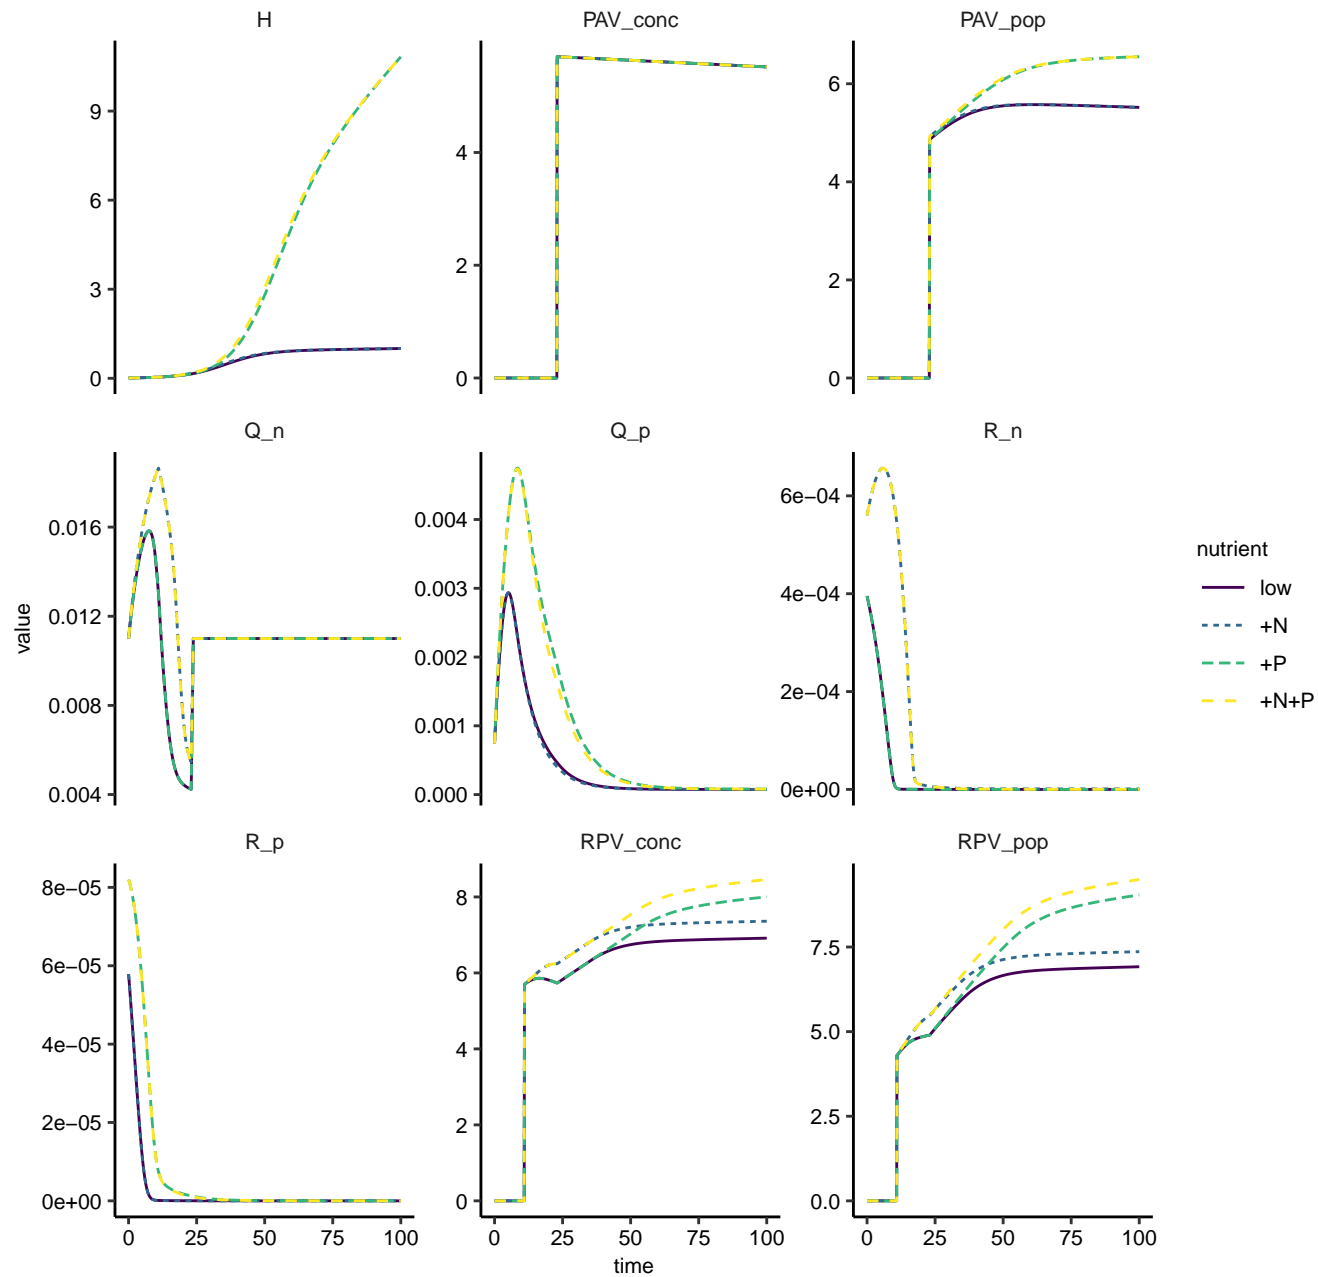 H
PAV_conc
PAV_pop
9
6
3
0
4
2
0
6
4
2
0
Q_n
Q_p
R_n
value
0.016
0.012
0.008
0.004
0.004
0.003
0.002
0.001
0.000
6e−04
4e−04
2e−04
0e+00
nutrient
low
+N
+P
+N+P
R_p
RPV_conc
RPV_pop
8e−05
6e−05
4e−05
2e−05
0e+00
8
6
4
2
0
7.5
5.0
2.5
0.0
0 25 50 75 100
0 25 50 75 100
0 25 50 75 100
time